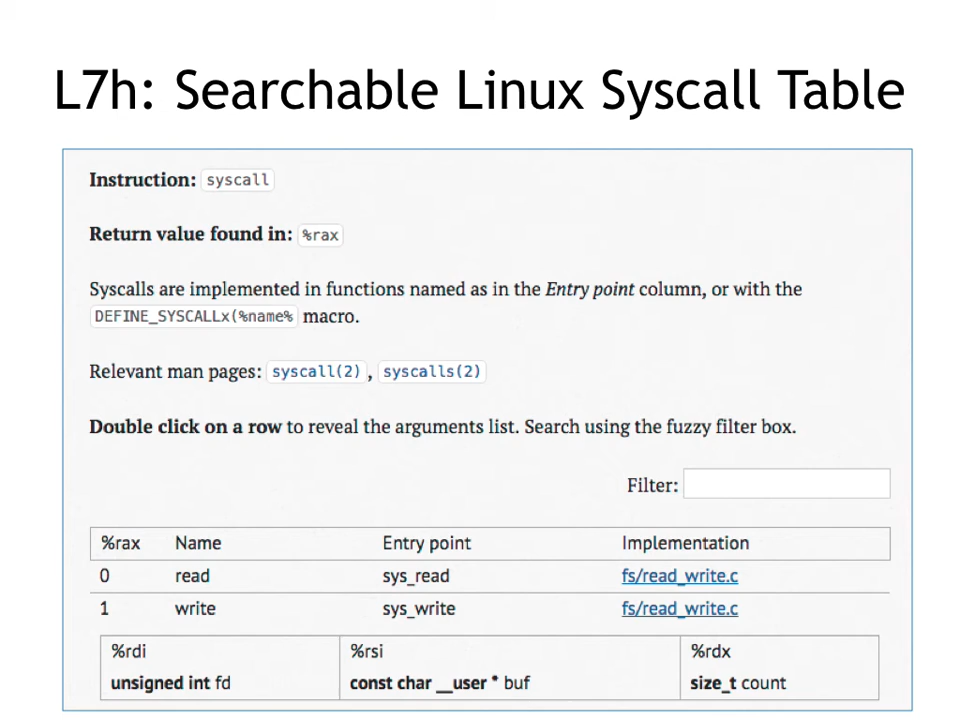 L7h: Searchable Linux Syscall Table
Instruction: syscall
Return value found in: %rax
Syscalls are implemented in functions named as in the Entry point column, or with the
DEFINE_SYSCALLx(%name% macro.
Relevant man pages: syscall(2), syscalls(2)
Double click on a row to reveal the arguments list. Search using the fuzzy filter box.
Filter:
%rax Name Entry point Implementation
0 read sys_read fs/read_write.c
1 write sys_write fs/read_write.c
%rdi %rsi %rdx
unsigned int fd const char __user * buf size_t count